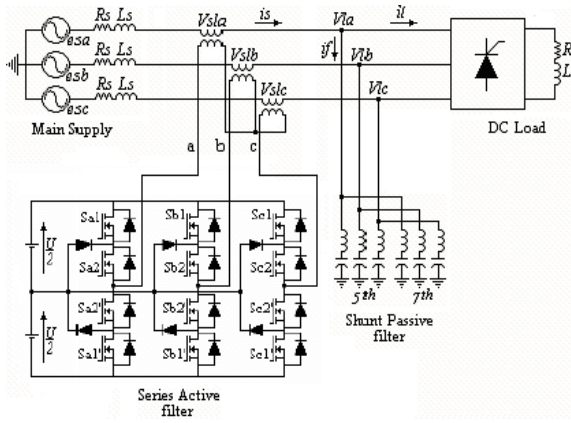 Vsla is Vla il
Rs Ls
esa
Rs Ls Vslb if Vlb
esb
Rs Ls Vslc Vlc
esc
R
L
Main Supply
DC Load
a b c
Sa1 Sb1 Sc1
U
2
Sa2 Sb2 Sc2
Sa2' Sb2' Sc2'
U
2
Sa1' Sb1' Sc1'
5th 7th
Shunt Passive
filter
Series Active
filter